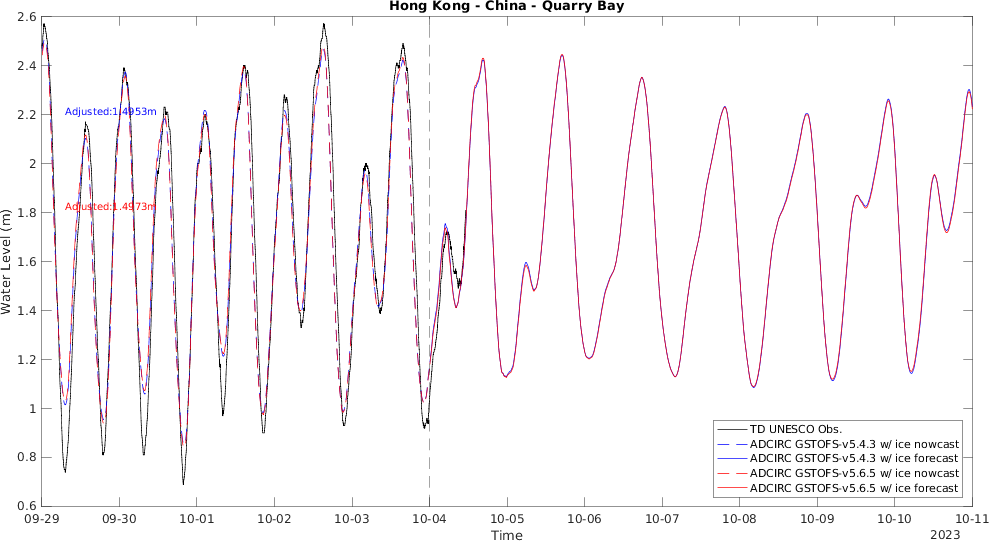 Hong Kong - China - Quarry Bay
Water Level (m)
2.6
2.4
2.2
2
1.8
1.6
1.4
1.2
1
0.8
0.6
Adjusted:1.4953m
Adjusted:1.4973m
TD UNESCO Obs.
ADCIRC GSTOFS-v5.4.3 w/ ice nowcast
ADCIRC GSTOFS-v5.4.3 w/ ice forecast
ADCIRC GSTOFS-v5.6.5 w/ ice nowcast
ADCIRC GSTOFS-v5.6.5 w/ ice forecast
09-29 09-30 10-01 10-02 10-03 10-04 10-05 10-06 10-07 10-08 10-09 10-10 10-11
Time
2023